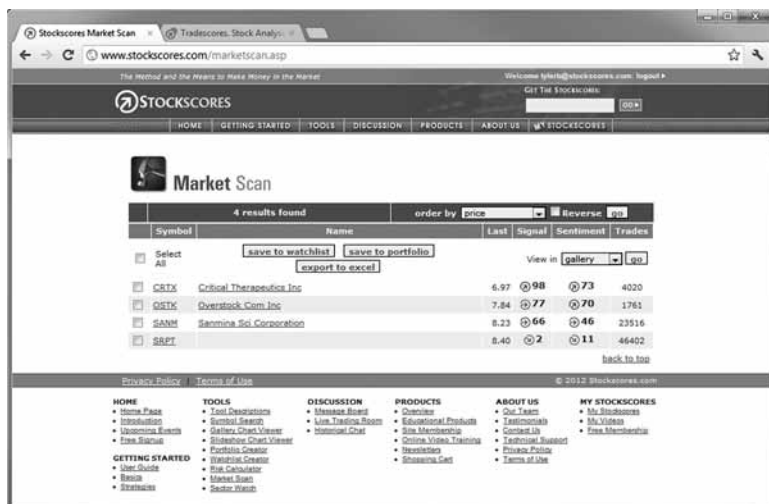 Stockscores Market Scan
Tradescores, Stock Analysi
www.stockscores.com/marketscan.asp
The Method and the Means to Make Money in the Market
Welcome tylerb@stockscores.com: logout
STOCKSCORES
GET THE STOCKSCORE:
GO
HOME GETTING STARTED TOOLS DISCUSSION PRODUCTS ABOUT US MY STOCKSCORES
Market Scan
4 results found order by price Reverse go
Symbol Name Last Signal Sentiment Trades
Select All save to watchlist save to portfolio export to excel View in gallery go
CRTX Critical Therapeutics Inc 6.97 98 73 4020
OSTK Overstock Com Inc 7.84 77 70 1761
SANM Sanmina Sci Corporation 8.23 66 46 23516
SRPT 8.40 2 11 46402
back to top
Privacy Policy | Terms of Use © 2012 Stockscores.com
HOME
• Home Page
• Introduction
• Upcoming Events
• Free Signup
GETTING STARTED
• User Guide
• Basics
• Strategies
TOOLS
• Tool Descriptions
• Symbol Search
• Gallery Chart Viewer
• Slideshow Chart Viewer
• Portfolio Creator
• Watchlist Creator
• Risk Calculator
• Market Scan
• Sector Watch
DISCUSSION
• Message Board
• Live Trading Room
• Historical Chat
PRODUCTS
• Overview
• Educational Products
• Site Membership
• Online Video Training
• Newsletters
• Shopping Cart
ABOUT US
• Our Team
• Testimonials
• Contact Us
• Technical Support
• Privacy Policy
• Terms of Use
MY STOCKSCORES
• My Stockscores
• My Videos
• Free Membership